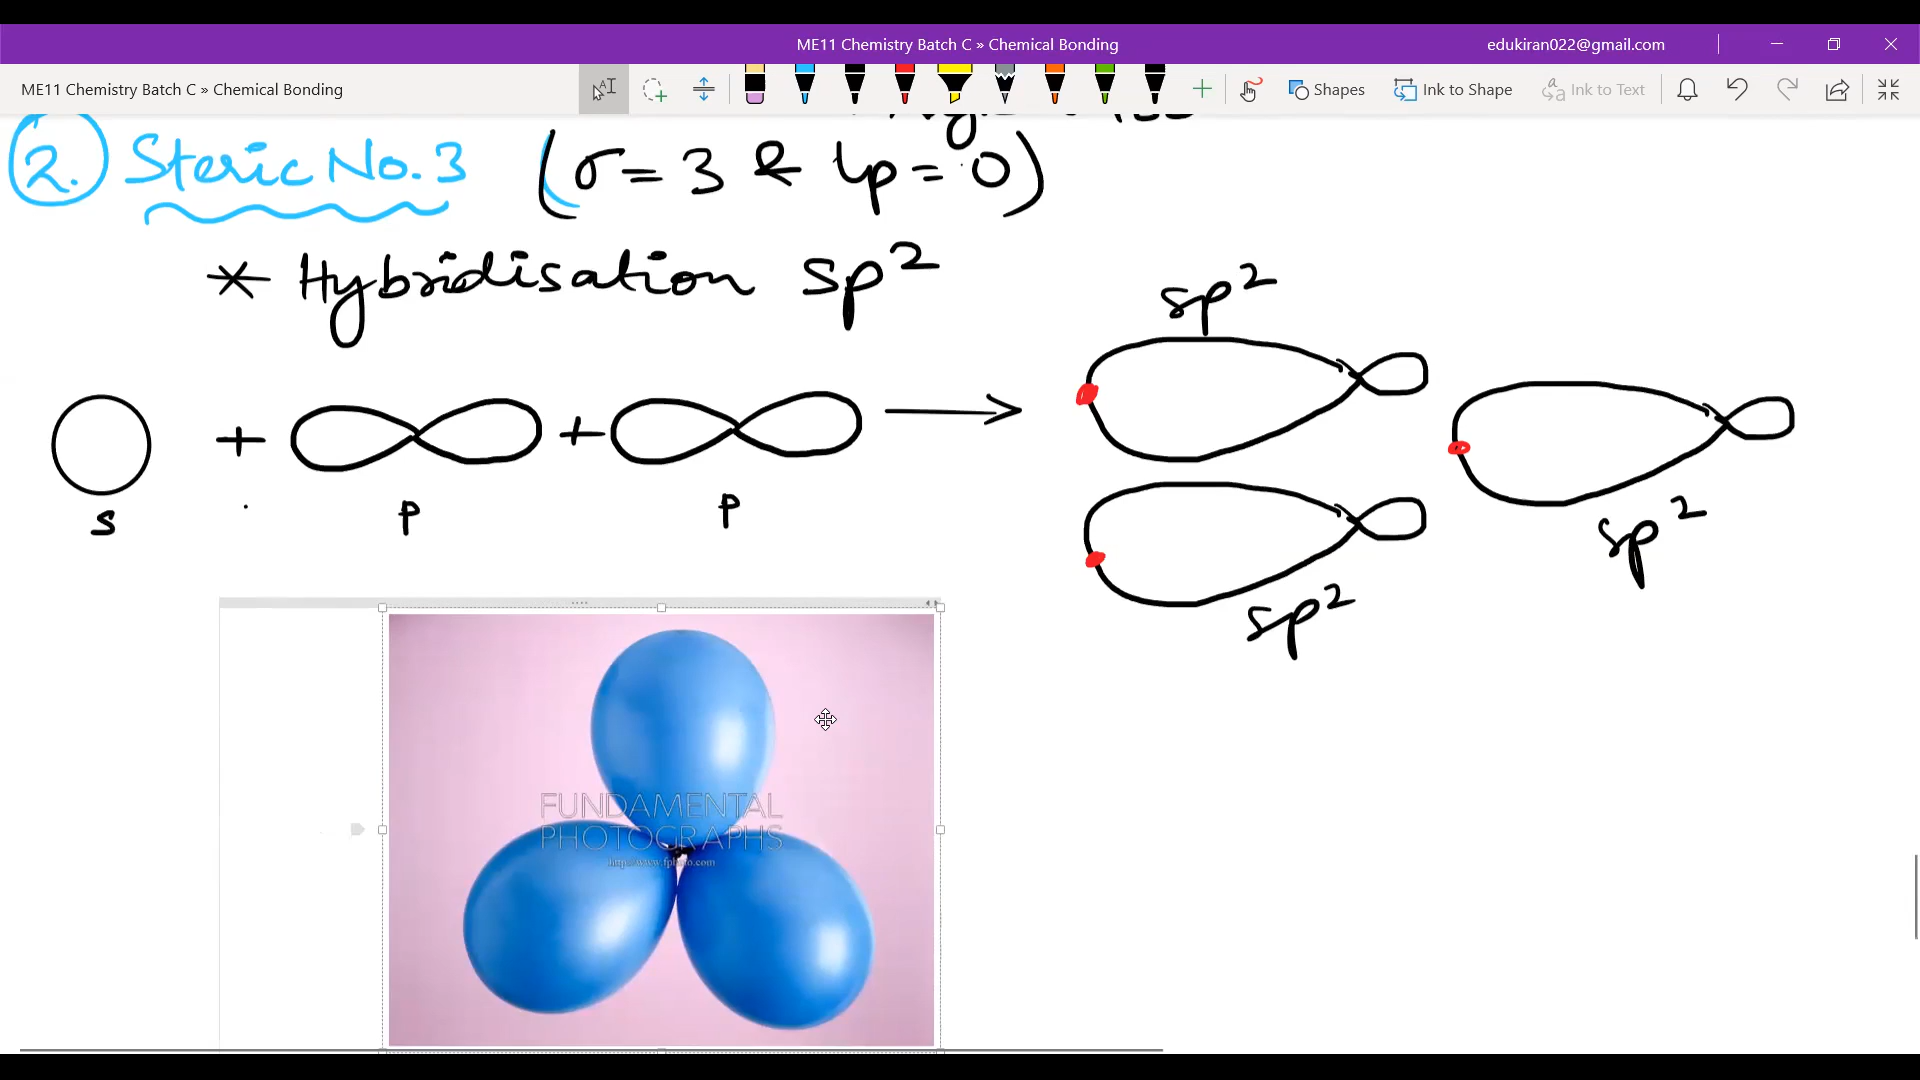 ME11 Chemistry Batch C » Chemical Bonding
edukiran022@gmail.com
ME11 Chemistry Batch C » Chemical Bonding
Shapes
Ink to Shape
Ink to Text
2. Steric No. 3 (σ = 3 & lp = 0)
* Hybridisation sp²
sp²
+ + →
s p p
sp²
sp²
FUNDAMENTAL
PHOTOGRAPHS